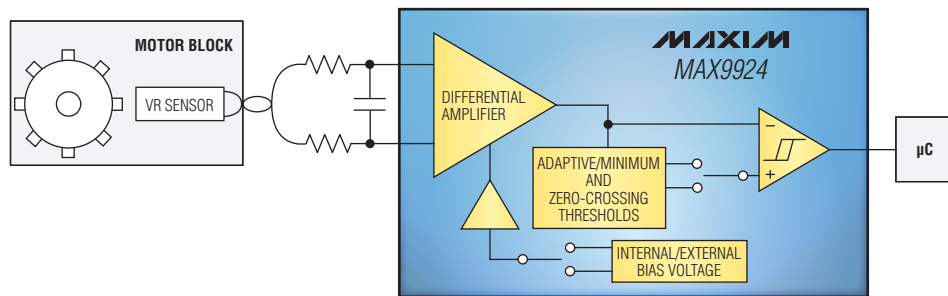 MOTOR BLOCK
VR SENSOR
MAXIM
MAX9924
DIFFERENTIAL
AMPLIFIER
ADAPTIVE/MINIMUM
AND
ZERO-CROSSING
THRESHOLDS
INTERNAL/EXTERNAL
BIAS VOLTAGE
–
+
µC